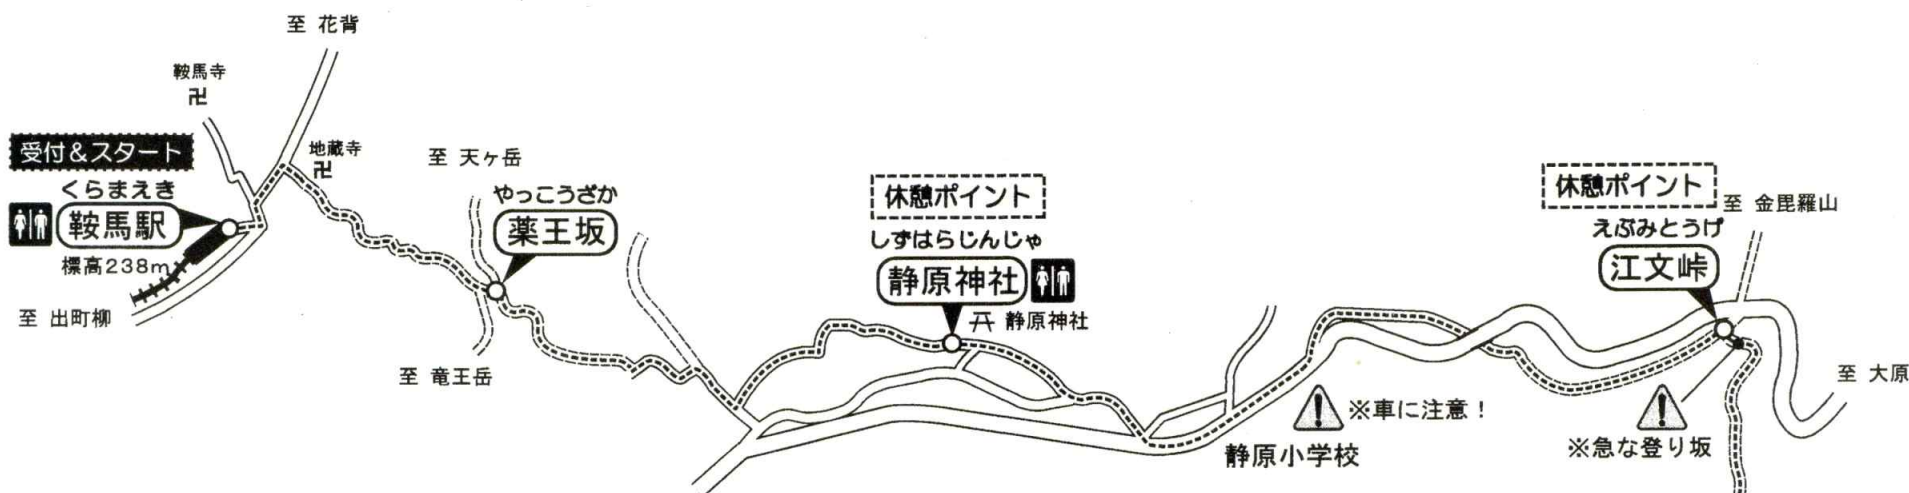 至 花背
鞍馬寺
受付&スタート
くらまえき
鞍馬駅
標高238m
至 出町柳
地蔵寺
至 天ヶ岳
やっこうざか
薬王坂
至 竜王岳
休憩ポイント
しずはらじんじゃ
静原神社
静原神社
※車に注意!
静原小学校
休憩ポイント
至 金毘羅山
えぶみとうげ
江文峠
至 大原
※急な登り坂